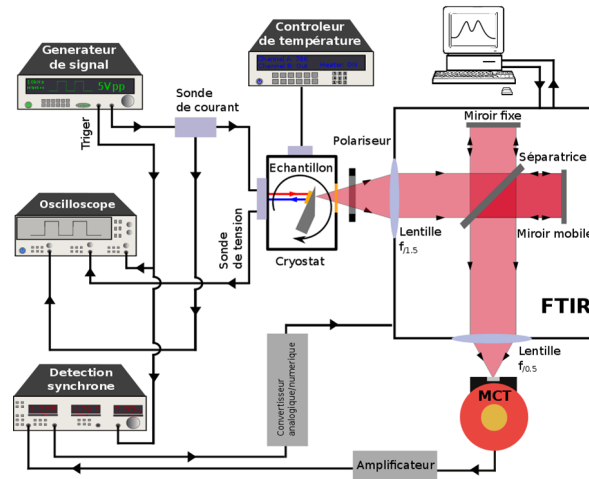 Generateur
de signal
5Vpp
Triger
Sonde
de courant
Controleur
de température
Polariseur
Miroir fixe
Séparatrice
Echantillon
Oscilloscope
Sonde
de tension
Cryostat
Lentille
f/1.5
Miroir mobile
FTIR
Lentille
f/0.5
MCT
Detection
synchrone
Convertisseur
analogique/numerique
Amplificateur